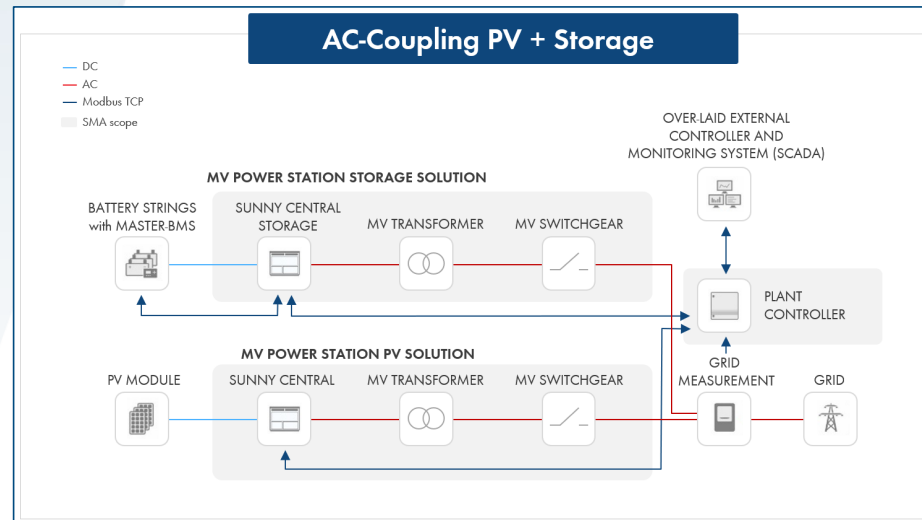 AC-Coupling PV + Storage
DC
AC
Modbus TCP
SMA scope
OVER-LAID EXTERNAL
CONTROLLER AND
MONITORING SYSTEM (SCADA)
MV POWER STATION STORAGE SOLUTION
BATTERY STRINGS
with MASTER-BMS
SUNNY CENTRAL
STORAGE
MV TRANSFORMER
MV SWITCHGEAR
PLANT
CONTROLLER
MV POWER STATION PV SOLUTION
PV MODULE
SUNNY CENTRAL
MV TRANSFORMER
MV SWITCHGEAR
GRID
MEASUREMENT
GRID